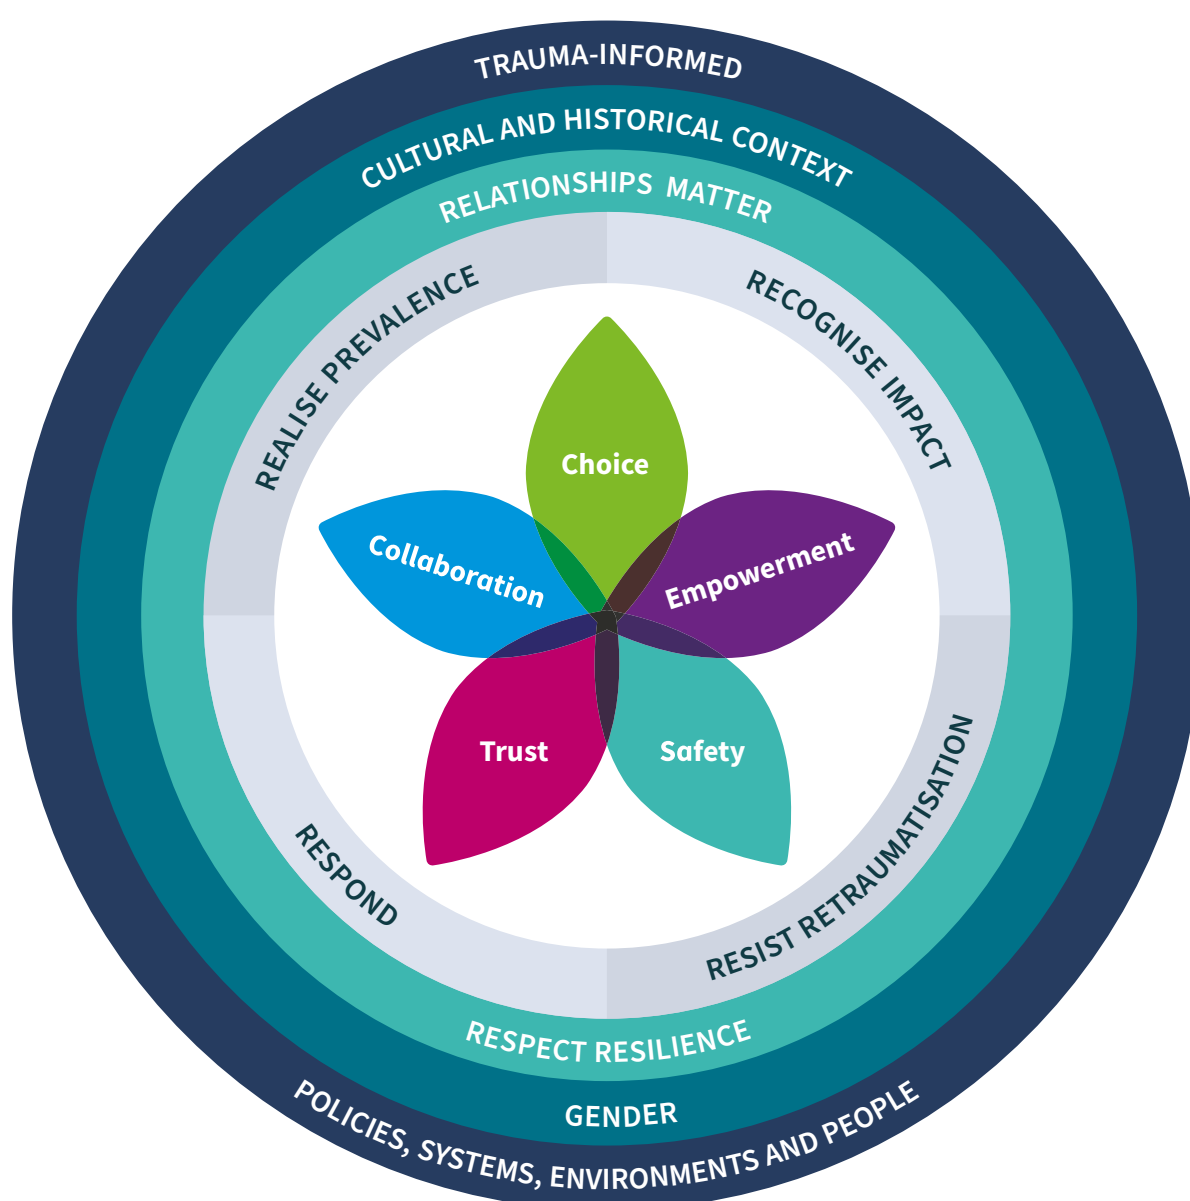 TRAUMA-INFORMED
CULTURAL AND HISTORICAL CONTEXT
RELATIONSHIPS MATTER
REALISE PREVALENCE
RECOGNISE IMPACT
Choice
Collaboration
Empowerment
Trust
Safety
RESPOND
RESIST RETRAUMATISATION
RESPECT RESILIENCE
GENDER
POLICIES, SYSTEMS, ENVIRONMENTS AND PEOPLE